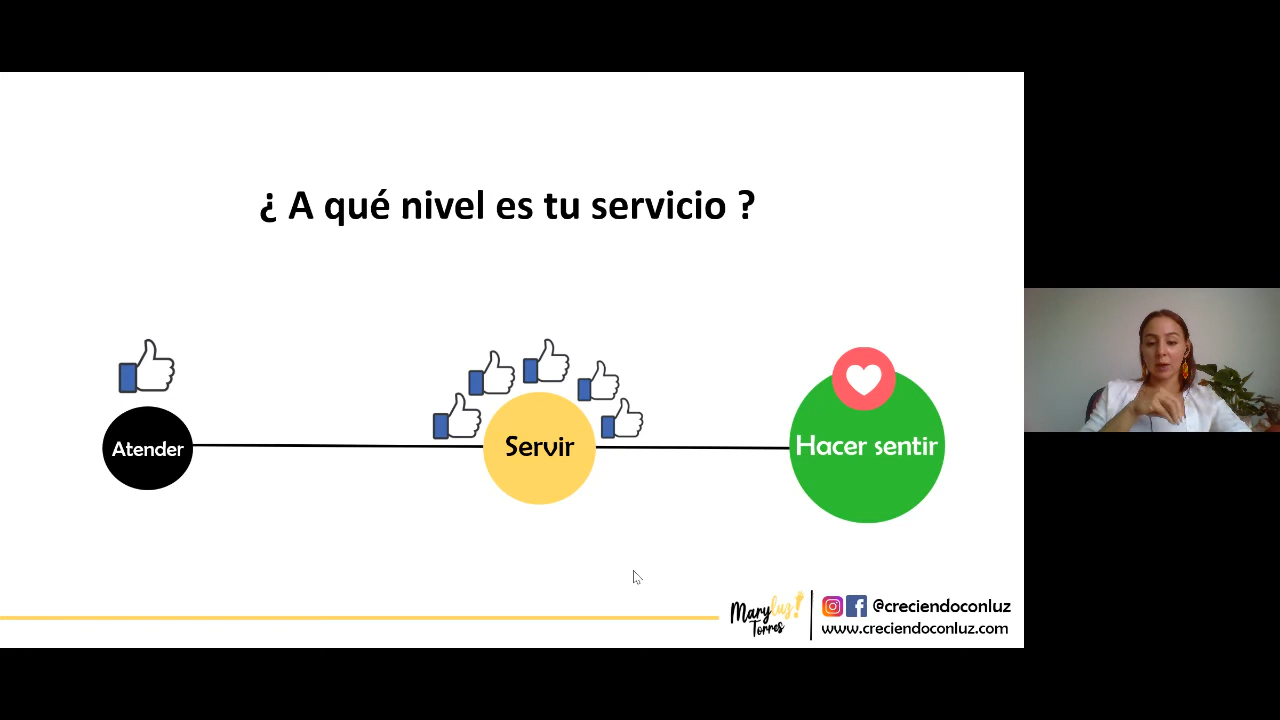 ¿ A qué nivel es tu servicio ?
Atender
Servir
Hacer sentir
Maryluz!
Torres
@creciendoconluz
www.creciendoconluz.com